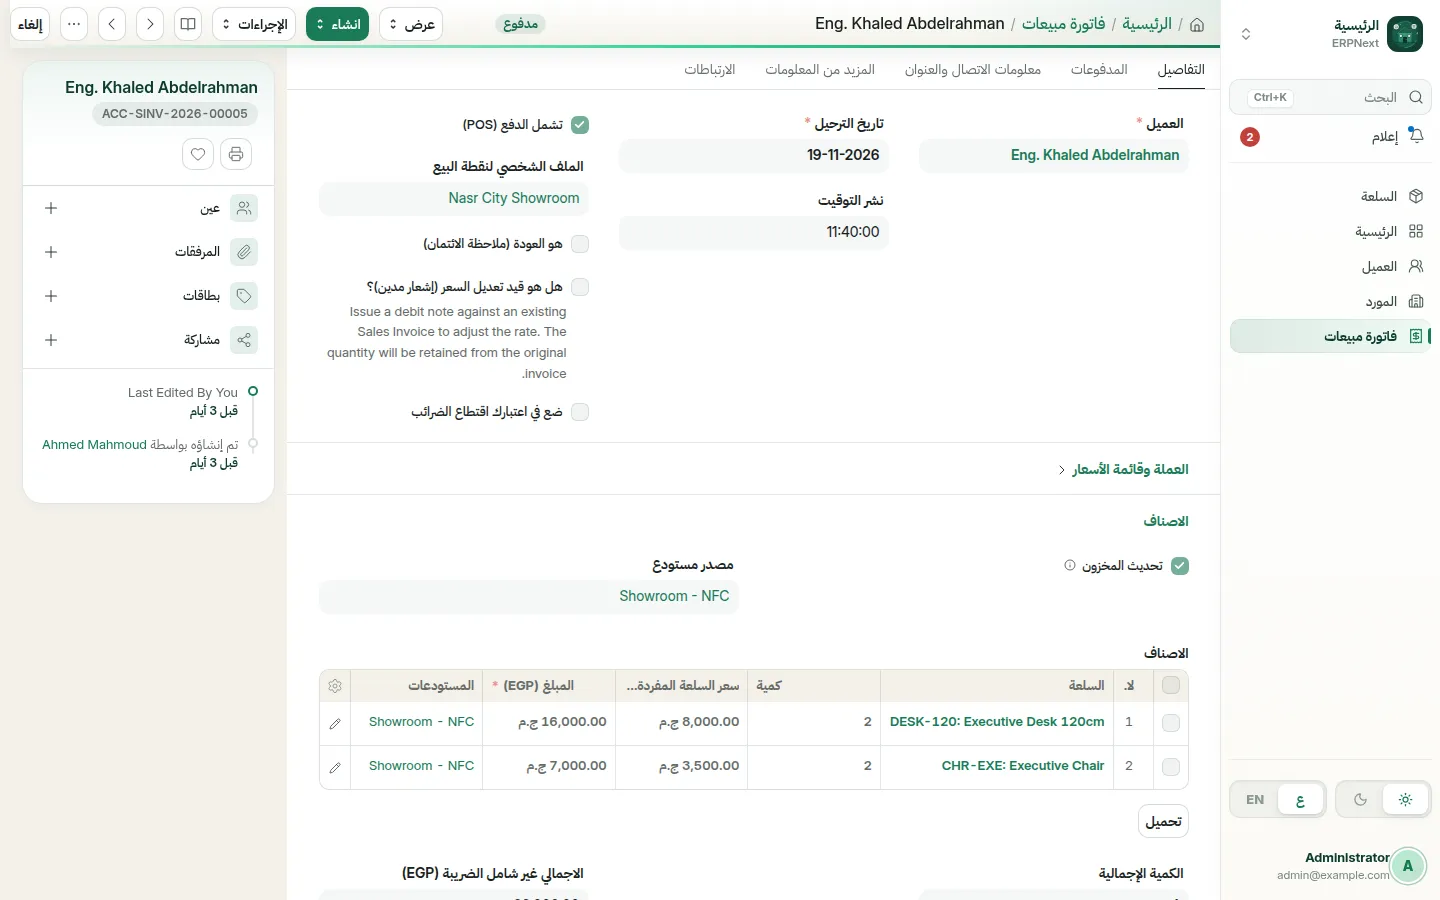 الرئيسية
ERPNext
البحث
Ctrl+K
إعلام
2
السلعة
الرئيسية
العميل
المورد
فاتورة مبيعات
ع
EN
Administrator
admin@example.com
A
الرئيسية / فاتورة مبيعات / Eng. Khaled Abdelrahman
مدفوع
عرض
انشاء
الإجراءات
إلغاء
التفاصيل
المدفوعات
معلومات الاتصال والعنوان
المزيد من المعلومات
الارتباطات
العميل *
Eng. Khaled Abdelrahman
تاريخ الترحيل *
19-11-2026
نشر التوقيت
11:40:00
تشمل الدفع (POS)
الملف الشخصي لنقطة البيع
Nasr City Showroom
هو العودة (ملاحظة الائتمان)
هل هو قيد تعديل السعر (إشعار مدين)؟
Issue a debit note against an existing
Sales Invoice to adjust the rate. The
quantity will be retained from the original
.invoice
ضع في اعتبارك اقتطاع الضرائب
العملة وقائمة الأسعار
الاصناف
تحديث المخزون
مصدر مستودع
Showroom - NFC
الاصناف
لا.
السلعة
كمية
سعر السلعة المفردة...
المبلغ (EGP) *
المستودعات
1
DESK-120: Executive Desk 120cm
2
8,000.00 ج.م
16,000.00 ج.م
Showroom - NFC
2
CHR-EXE: Executive Chair
2
3,500.00 ج.م
7,000.00 ج.م
Showroom - NFC
تحميل
الكمية الإجمالية
الاجمالي غير شامل الضريبة (EGP)
Eng. Khaled Abdelrahman
ACC-SINV-2026-00005
عين
المرفقات
بطاقات
مشاركة
Last Edited By You
قبل 3 أيام
تم إنشاؤه بواسطة Ahmed Mahmoud
قبل 3 أيام